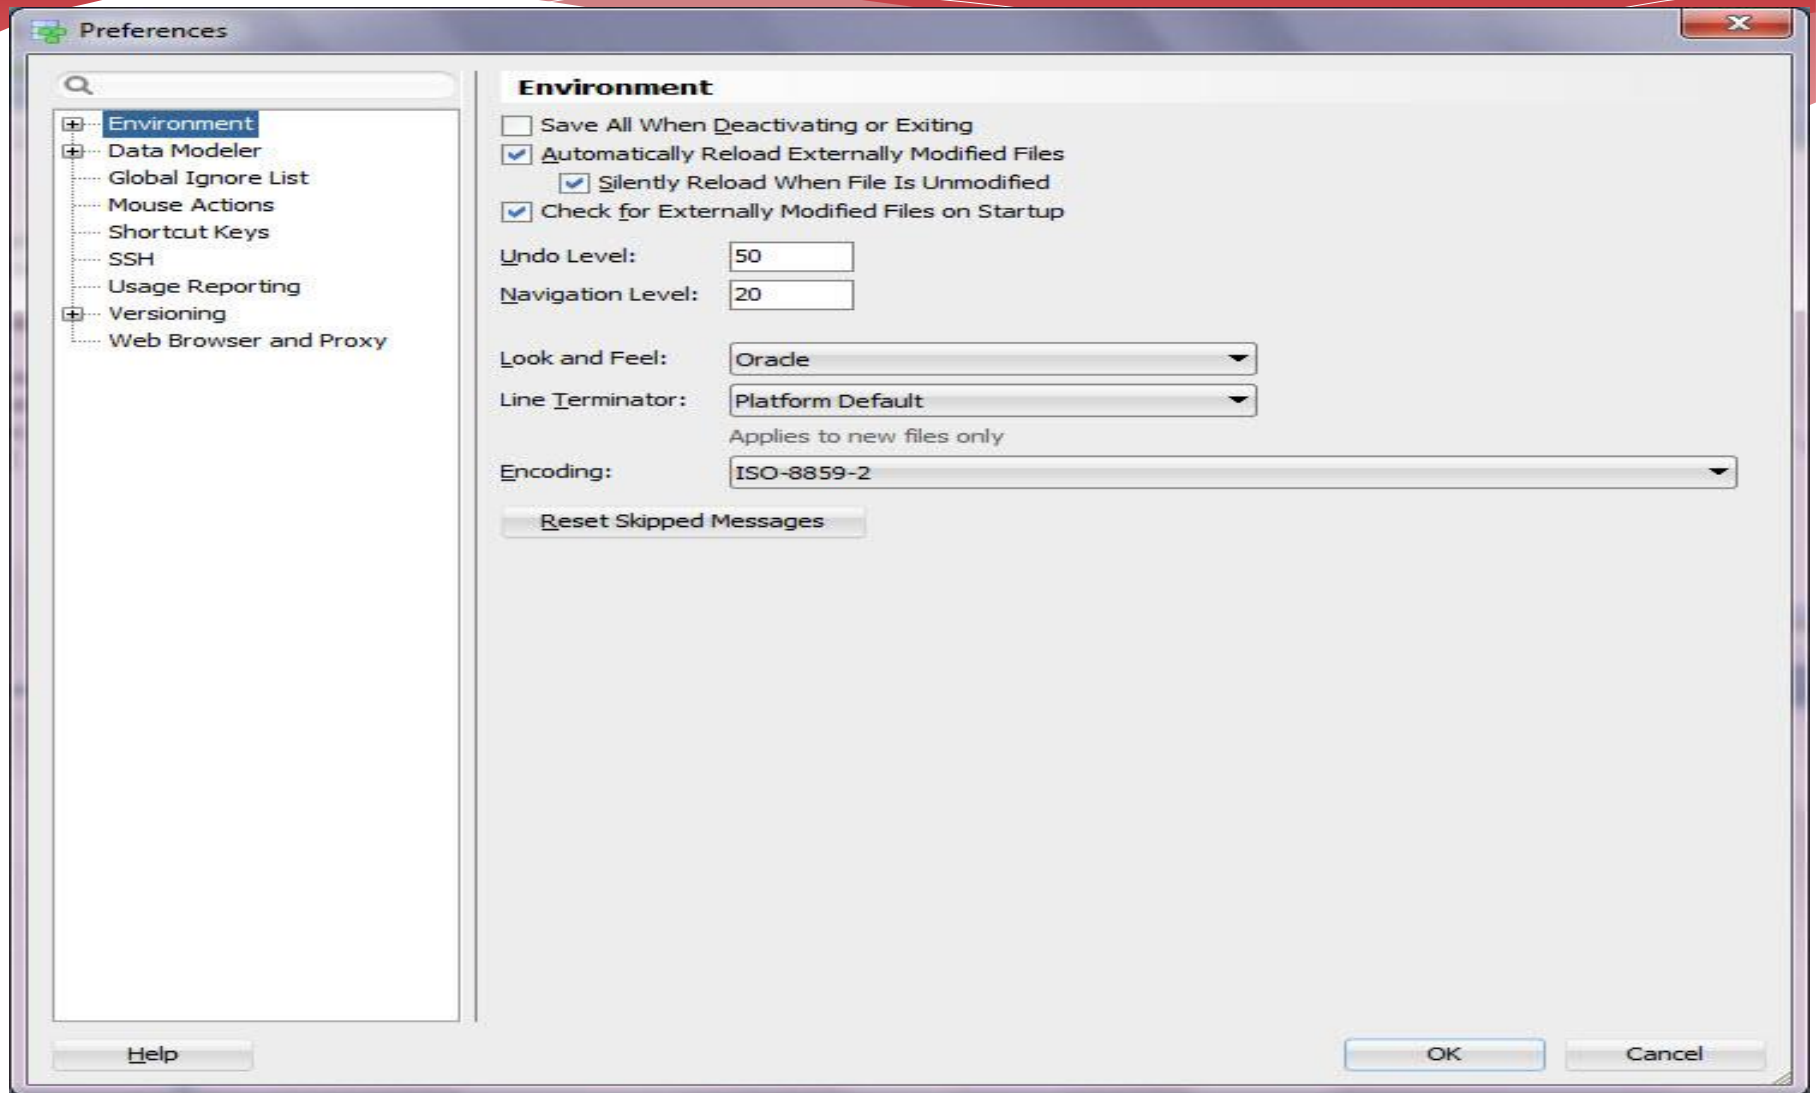 Preferences
Environment
Data Modeler
Global Ignore List
Mouse Actions
Shortcut Keys
SSH
Usage Reporting
Versioning
Web Browser and Proxy
Environment
Save All When Deactivating or Exiting
Automatically Reload Externally Modified Files
Silently Reload When File Is Unmodified
Check for Externally Modified Files on Startup
Undo Level: 50
Navigation Level: 20
Look and Feel: Oracle
Line Terminator: Platform Default
Applies to new files only
Encoding: ISO-8859-2
Reset Skipped Messages
Help OK Cancel